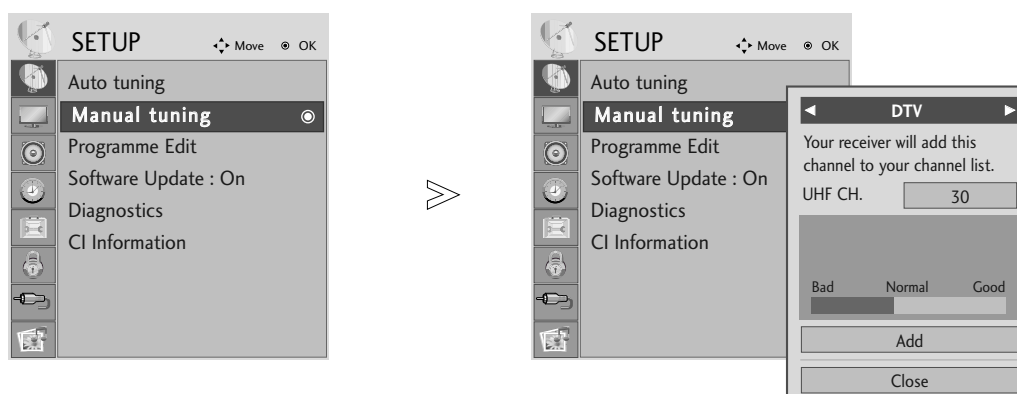 SETUP
Move OK
Auto tuning
Manual tuning
Programme Edit
Software Update : On
Diagnostics
CI Information
SETUP
Move OK
Auto tuning
Manual tuning
Programme Edit
Software Update : On
Diagnostics
CI Information
DTV
Your receiver will add this
channel to your channel list.
UHF CH. 30
Bad Normal Good
Add
Close